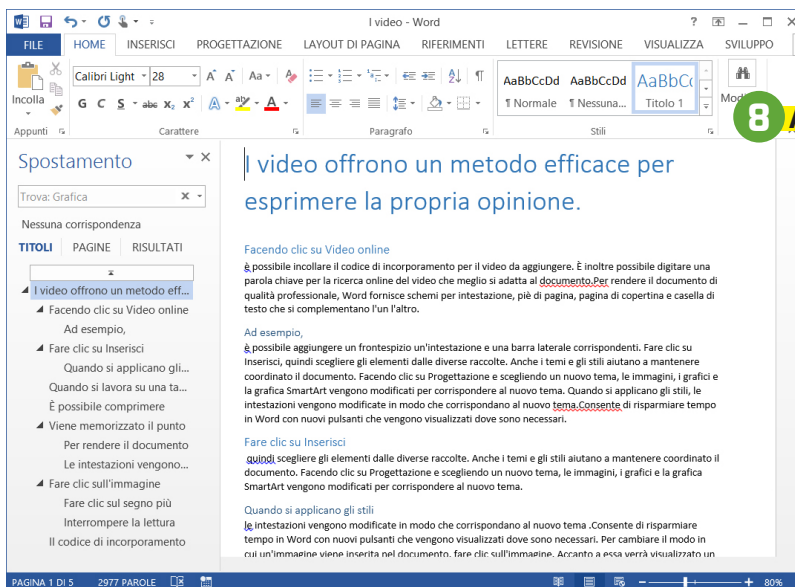 I video - Word
FILE HOME INSERISCI PROGETTAZIONE LAYOUT DI PAGINA RIFERIMENTI LETTERE REVISIONE VISUALIZZA SVILUPPO
Incolla
Calibri Light 28
G C S abc X₂ X²
AaBbCcDd AaBbCcDd AaBbC
¶ Normale ¶ Nessuna... Titolo 1
Appunti Carattere Paragrafo Stili
8
Spostamento
Trova: Grafica
Nessuna corrispondenza
TITOLI PAGINE RISULTATI
I video offrono un metodo eff...
Facendo clic su Video online
Ad esempio,
Fare clic su Inserisci
Quando si applicano gli...
Quando si lavora su una ta...
È possibile comprimere
Viene memorizzato il punto
Per rendere il documento
Le intestazioni vengono...
Fare clic sull'immagine
Fare clic sul segno più
Interrompere la lettura
Il codice di incorporamento
I video offrono un metodo efficace per
esprimere la propria opinione.
Facendo clic su Video online
è possibile incollare il codice di incorporamento per il video da aggiungere. È inoltre possibile digitare una
parola chiave per la ricerca online del video che meglio si adatta al documento.Per rendere il documento di
qualità professionale, Word fornisce schemi per intestazione, piè di pagina, pagina di copertina e casella di
testo che si complementano l'un l'altro.
Ad esempio,
è possibile aggiungere un frontespizio un'intestazione e una barra laterale corrispondenti. Fare clic su
Inserisci, quindi scegliere gli elementi dalle diverse raccolte. Anche i temi e gli stili aiutano a mantenere
coordinato il documento. Facendo clic su Progettazione e scegliendo un nuovo tema, le immagini, i grafici e
la grafica SmartArt vengono modificati per corrispondere al nuovo tema. Quando si applicano gli stili, le
intestazioni vengono modificate in modo che corrispondano al nuovo tema.Consente di risparmiare tempo
in Word con nuovi pulsanti che vengono visualizzati dove sono necessari.
Fare clic su Inserisci
quindi scegliere gli elementi dalle diverse raccolte. Anche i temi e gli stili aiutano a mantenere coordinato il
documento. Facendo clic su Progettazione e scegliendo un nuovo tema, le immagini, i grafici e la grafica
SmartArt vengono modificati per corrispondere al nuovo tema.
Quando si applicano gli stili
le intestazioni vengono modificate in modo che corrispondano al nuovo tema .Consente di risparmiare
tempo in Word con nuovi pulsanti che vengono visualizzati dove sono necessari. Per cambiare il modo in
cui un'immagine viene inserita nel documento, fare clic sull'immagine. Accanto a essa verrà visualizzato un
PAGINA 1 DI 5 2977 PAROLE 80%